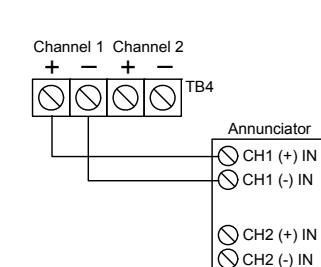 Channel 1 Channel 2
+ − + −
TB4
Annunciator
CH1 (+) IN
CH1 (-) IN
CH2 (+) IN
CH2 (-) IN